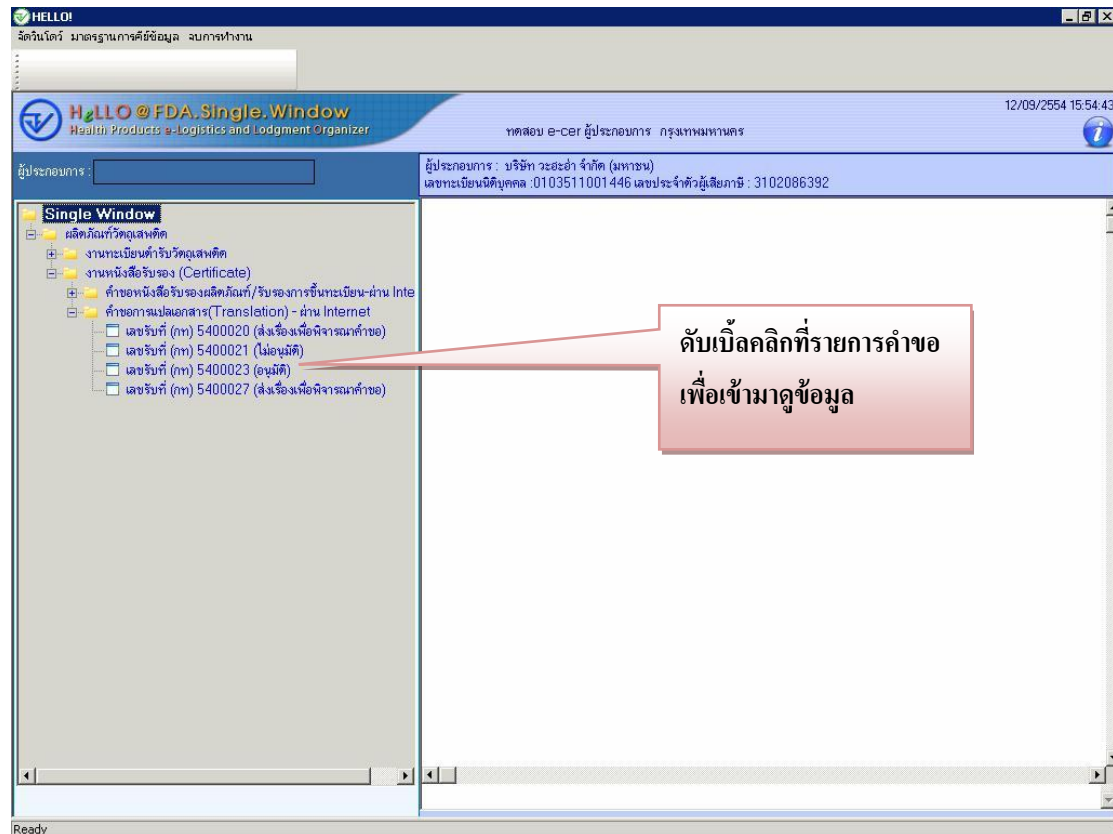 HELLO!
จัดวินโดว์ มาตรฐานการคีย์ข้อมูล จบการทำงาน
HeLLO @ FDA.Single.Window
Health Products e-Logistics and Lodgment Organizer
12/09/2554 15:54:43
ทดสอบ e-cer ผู้ประกอบการ กรุงเทพมหานคร
ผู้ประกอบการ :
ผู้ประกอบการ : บริษัท วะฮะฮ่า จำกัด (มหาชน)
เลขทะเบียนนิติบุคคล :0103511001446 เลขประจำตัวผู้เสียภาษี : 3102086392
Single Window
ผลิตภัณฑ์วัตถุเสพติด
งานทะเบียนตำรับวัตถุเสพติด
งานหนังสือรับรอง (Certificate)
คำขอหนังสือรับรองผลิตภัณฑ์/รับรองการขึ้นทะเบียน-ผ่าน Inte
คำขอการแปลเอกสาร(Translation) - ผ่าน Internet
เลขรับที่ (กท) 5400020 (ส่งเรื่องเพื่อพิจารณาคำขอ)
เลขรับที่ (กท) 5400021 (ไม่อนุมัติ)
เลขรับที่ (กท) 5400023 (อนุมัติ)
เลขรับที่ (กท) 5400027 (ส่งเรื่องเพื่อพิจารณาคำขอ)
ดับเบิ้ลคลิกที่รายการคำขอ
เพื่อเข้ามาดูข้อมูล
Ready